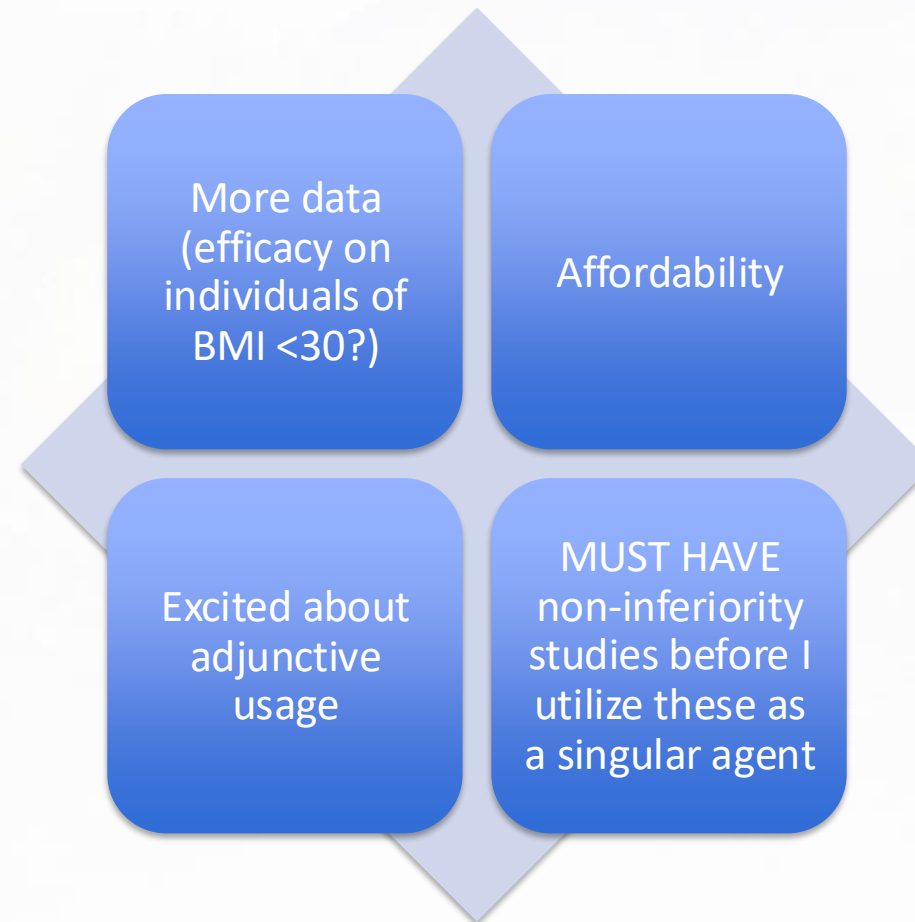 More data
(efficacy on
individuals of
BMI <30?)
Affordability
Excited about
adjunctive
usage
MUST HAVE
non-inferiority
studies before I
utilize these as
a singular agent